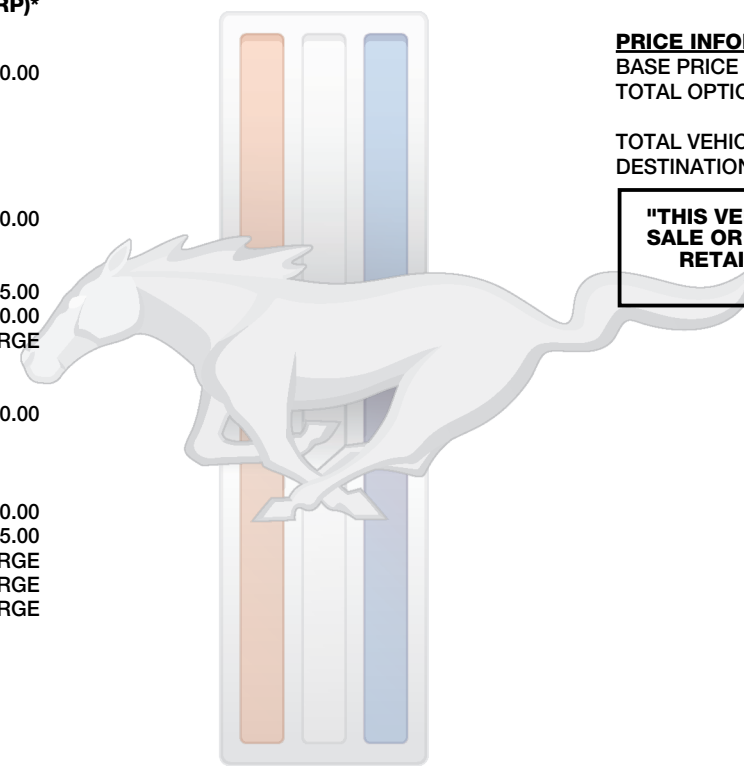 RP)*
0.00
0.00
5.00
0.00
RGE
0.00
0.00
5.00
RGE
RGE
RGE
PRICE INFO
BASE PRICE
TOTAL OPTIO
TOTAL VEHIC
DESTINATION
"THIS VE
SALE OR
RETAI